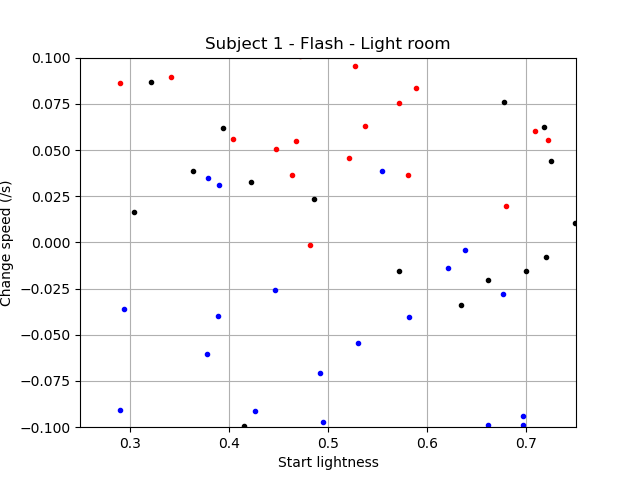 Subject 1 - Flash - Light room
0.100
0.075
0.050
0.025
0.000
−0.025
−0.050
−0.075
−0.100
Change speed (/s)
0.3 0.4 0.5 0.6 0.7
Start lightness